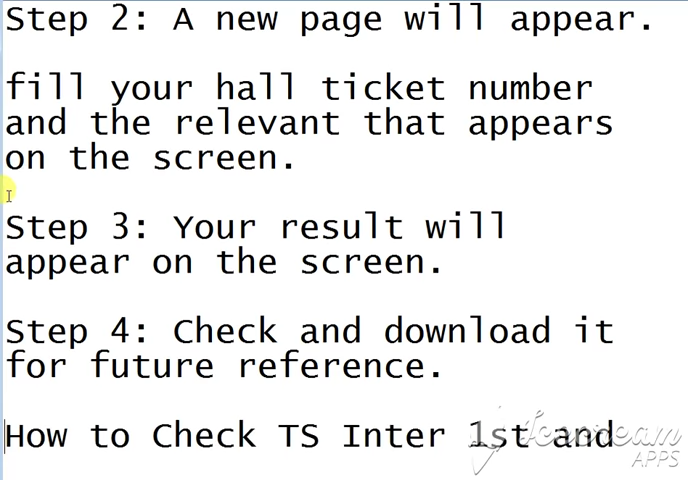 Step 2: A new page will appear.
fill your hall ticket number
and the relevant that appears
on the screen.
Step 3: Your result will
appear on the screen.
Step 4: Check and download it
for future reference.
How to Check TS Inter 1st and
Icecream
APPS